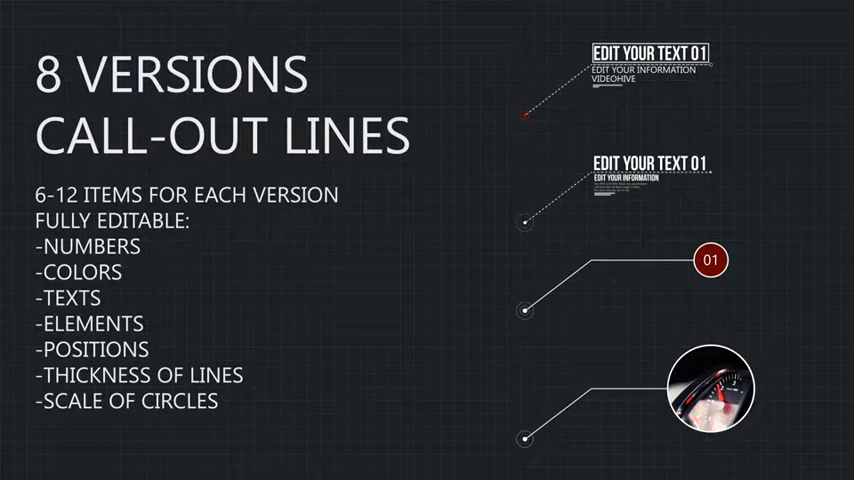 8 VERSIONS
CALL-OUT LINES
6-12 ITEMS FOR EACH VERSION
FULLY EDITABLE:
-NUMBERS
-COLORS
-TEXTS
-ELEMENTS
-POSITIONS
-THICKNESS OF LINES
-SCALE OF CIRCLES
EDIT YOUR TEXT 01
EDIT YOUR INFORMATION
VIDEOHIVE
EDIT YOUR TEXT 01
EDIT YOUR INFORMATION
01